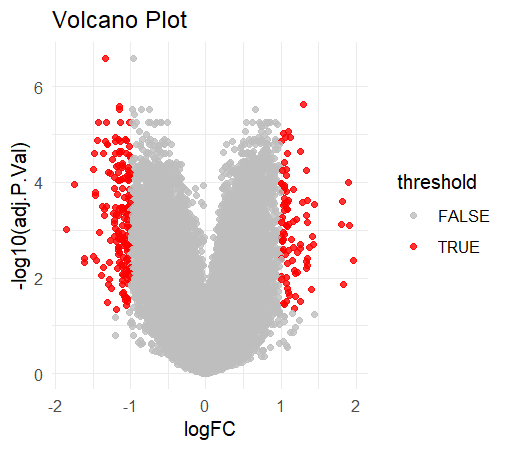 Volcano Plot
-log10(adj.P.Val)
6
4
2
0
-2 -1 0 1 2
logFC
threshold
FALSE
TRUE